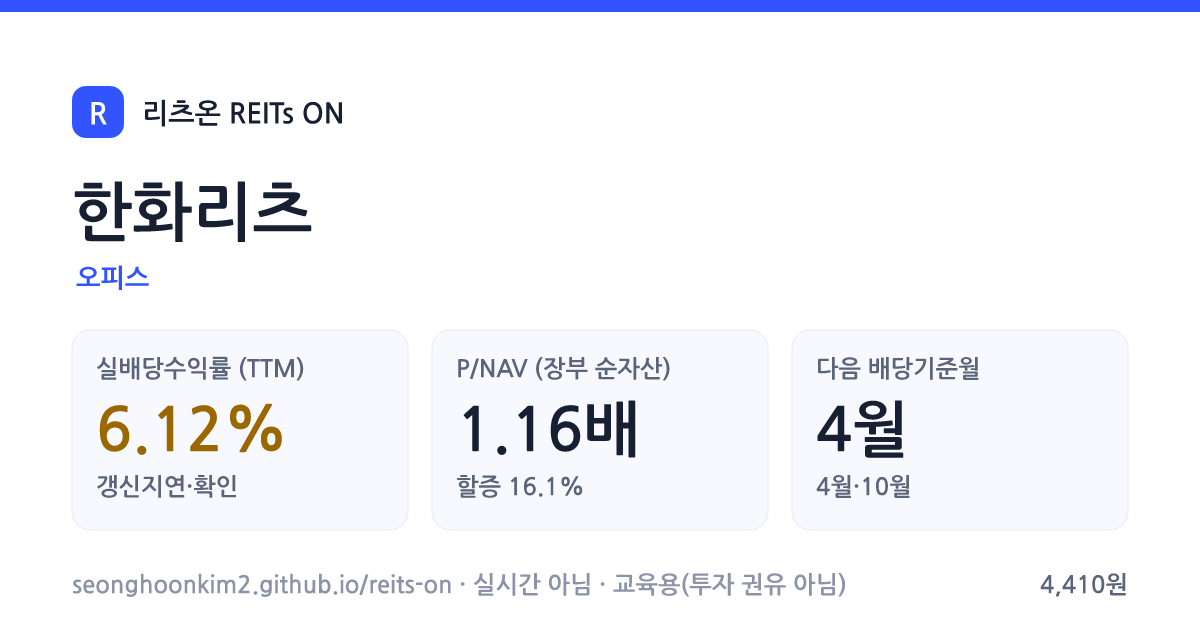 R
리츠온 REITs ON
한화리츠
오피스
실배당수익률 (TTM)
6.12%
갱신지연·확인
P/NAV (장부 순자산)
1.16배
할증 16.1%
다음 배당기준월
4월
4월·10월
seonghoonkim2.github.io/reits-on · 실시간 아님 · 교육용(투자 권유 아님)
4,410원